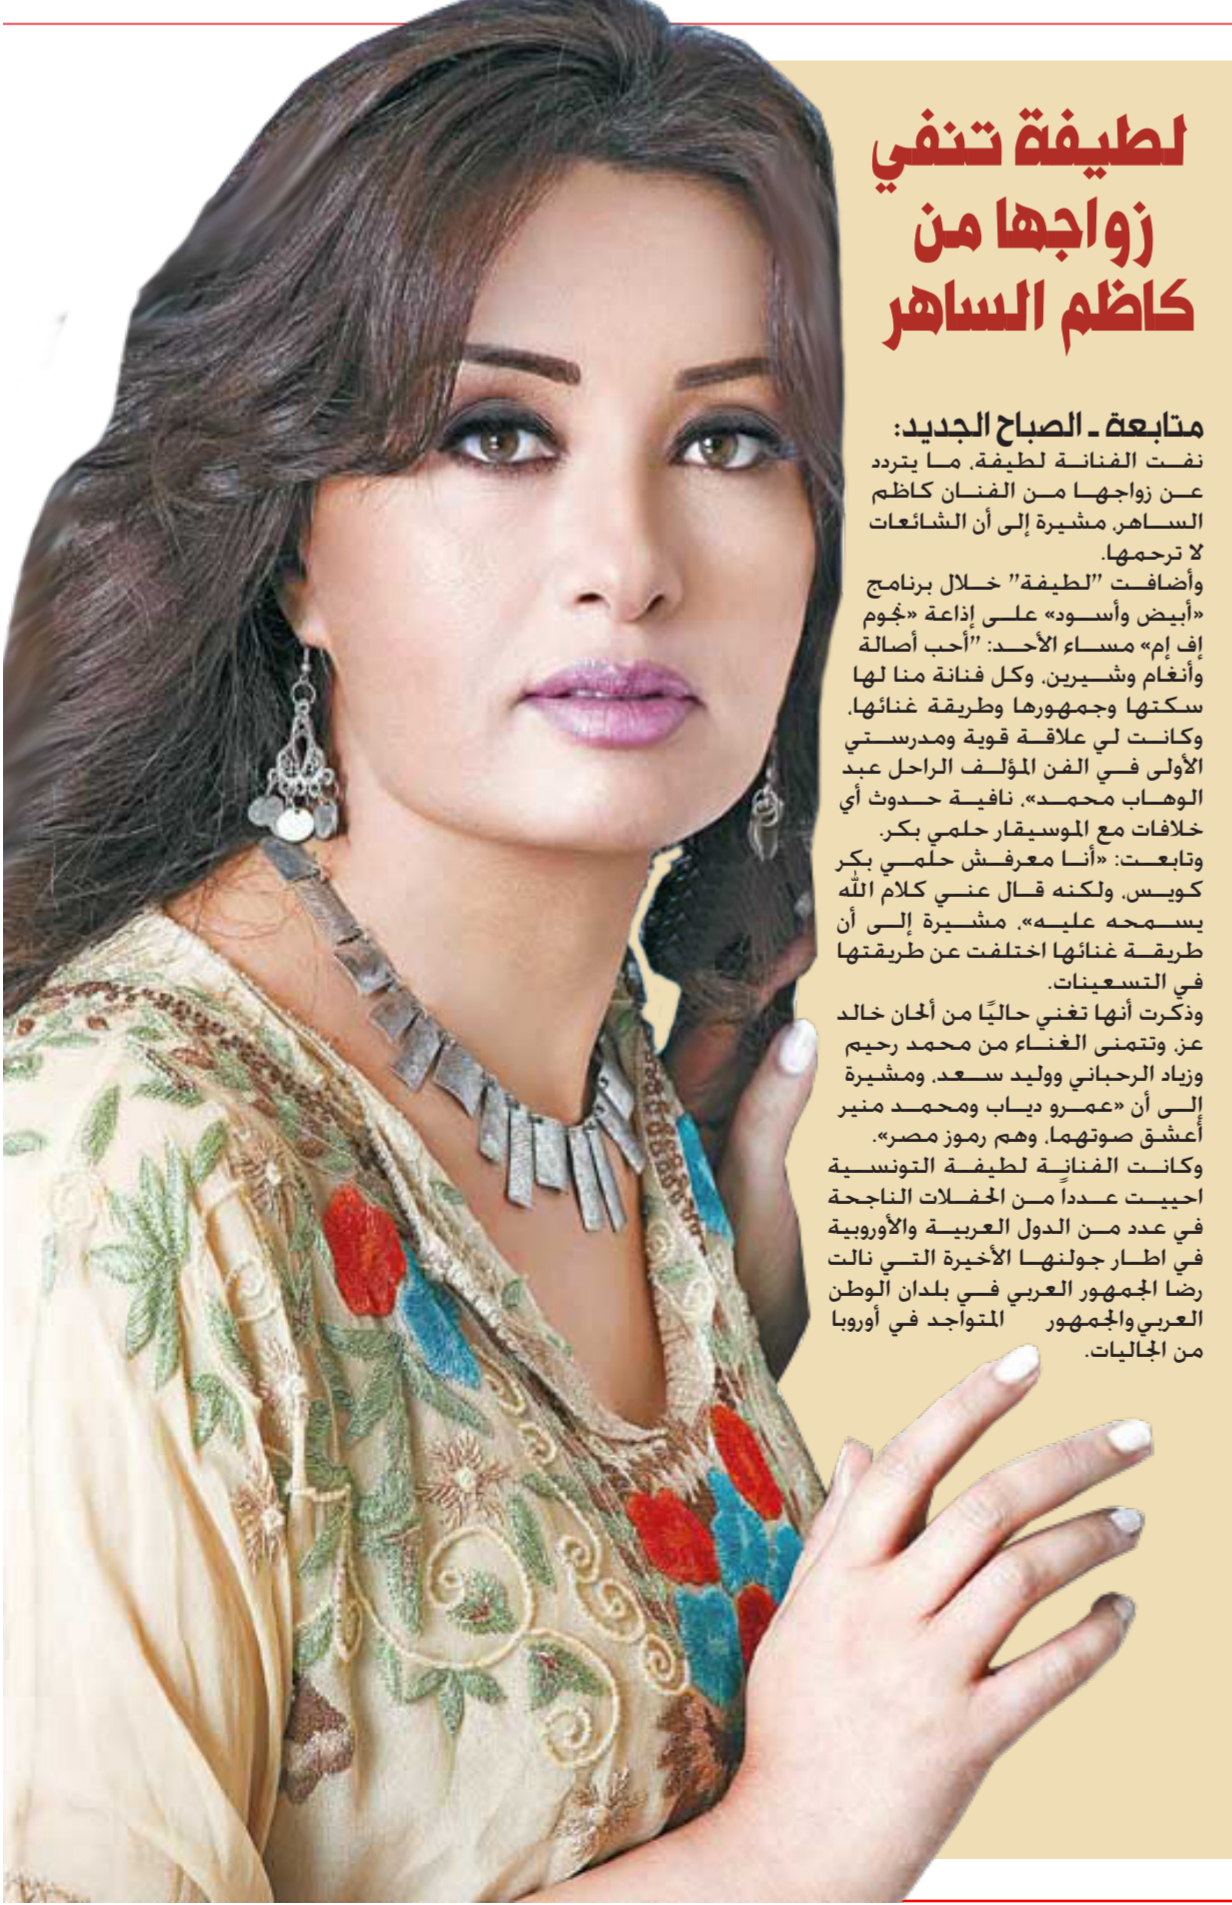 لطيفة تنفي
زواجها من
كاظم الساهر
متابعة ـ الصباح الجديد:
نفت الفنانة لطيفة، ما يتردد
عن زواجها من الفنان كاظم
الساهر، مشيرة إلى أن الشائعات
لا ترحمها.
وأضافت "لطيفة" خلال برنامج
«أبيض وأسود» على إذاعة «نجوم
إف إم» مساء الأحد: "أحب أصالة
وأنغام وشيرين، وكل فنانة منا لها
سكتها وجمهورها وطريقة غنائها،
وكانت لي علاقة قوية ومدرستي
الأولى في الفن المؤلف الراحل عبد
الوهاب محمد»، نافية حدوث أي
خلافات مع الموسيقار حلمي بكر.
وتابعت: «أنا معرفش حلمي بكر
كويس، ولكنه قال عني كلام الله
يسمحه عليه»، مشيرة إلى أن
طريقة غنائها اختلفت عن طريقتها
في التسعينات.
وذكرت أنها تغني حاليًا من ألحان خالد
عز، وتتمنى الغناء من محمد رحيم
وزياد الرحباني ووليد سعد، ومشيرة
إلى أن «عمرو دياب ومحمد منير
أعشق صوتهما، وهم رموز مصر».
وكانت الفنانة لطيفة التونسية
احييت عدداً من الحفلات الناجحة
في عدد من الدول العربية والأوروبية
في اطار جولنها الأخيرة التي نالت
رضا الجمهور العربي في بلدان الوطن
العربي والجمهور المتواجد في أوروبا
من الجاليات.